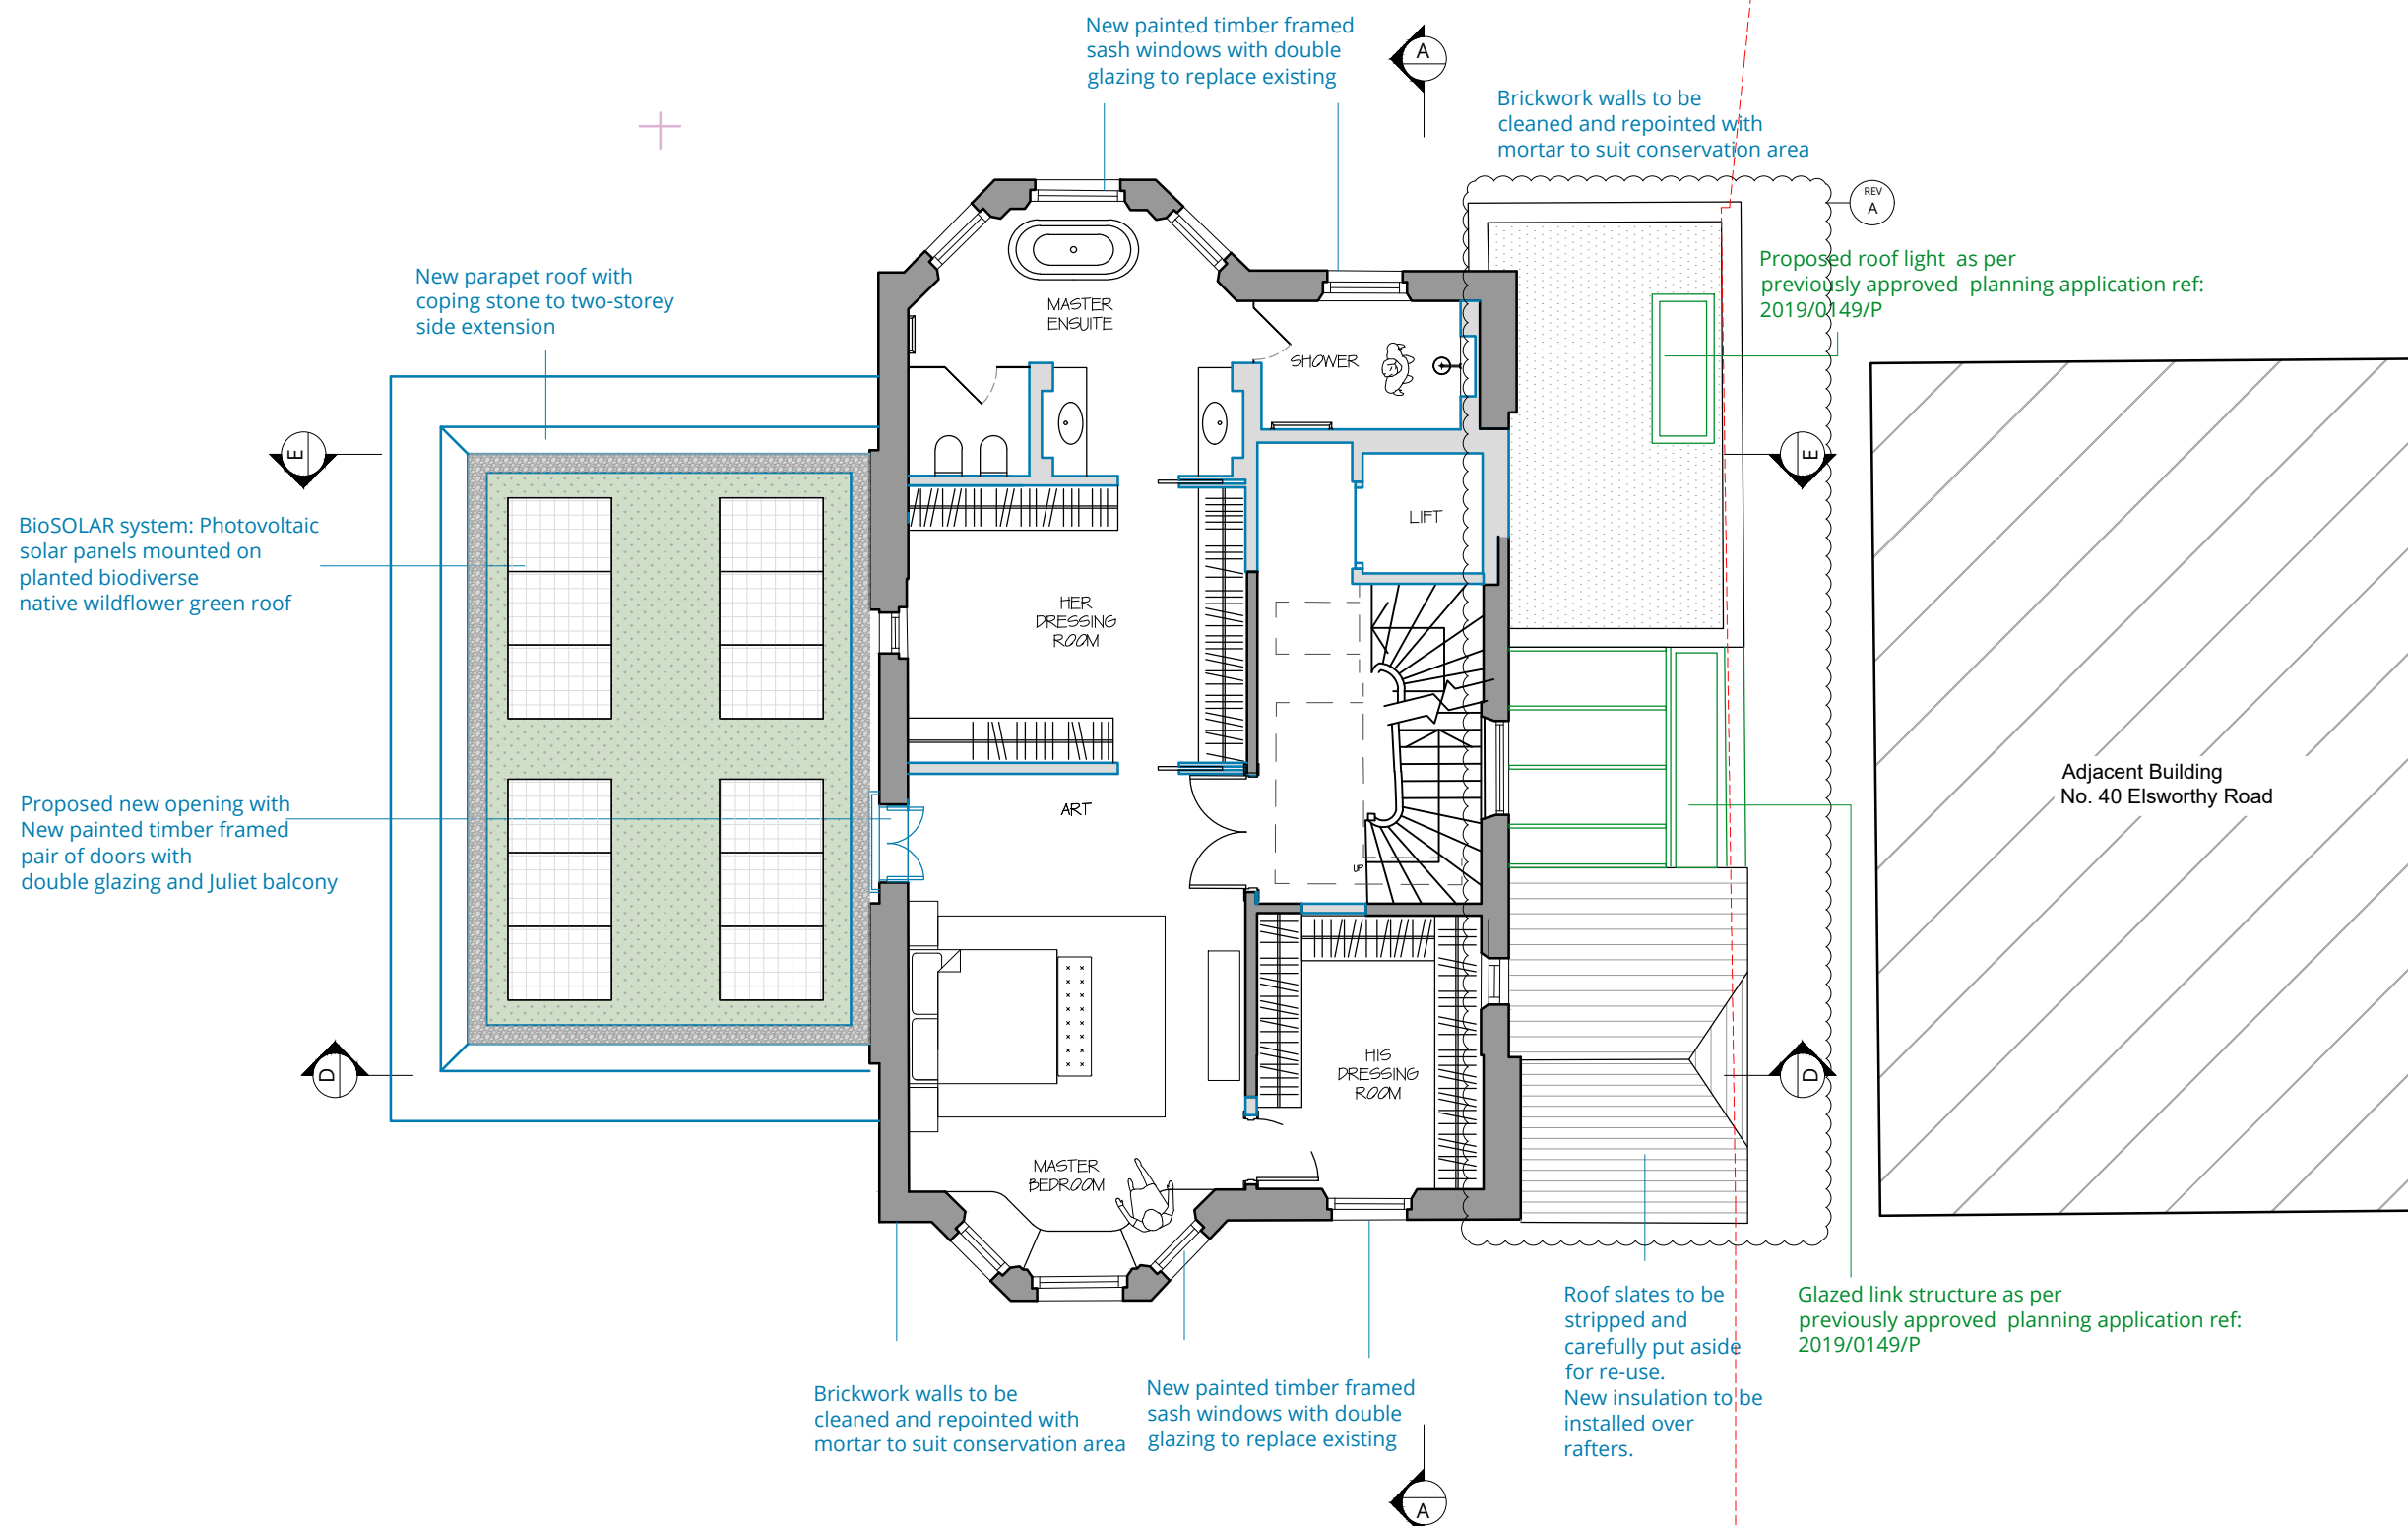 New painted timber framed
sash windows with double
glazing to replace existing
A
Brickwork walls to be
cleaned and repointed with
mortar to suit conservation area
REV
A
New parapet roof with
coping stone to two-storey
side extension
Proposed roof light as per
previously approved planning application ref:
2019/0149/P
MASTER
ENSUITE
SHOWER
E
E
LIFT
BioSOLAR system: Photovoltaic
solar panels mounted on
planted biodiverse
native wildflower green roof
HER
DRESSING
ROOM
Adjacent Building
No. 40 Elsworthy Road
Proposed new opening with
New painted timber framed
pair of doors with
double glazing and Juliet balcony
ART
UP
HIS
DRESSING
ROOM
D
D
MASTER
BEDROOM
Roof slates to be
stripped and
carefully put aside
for re-use.
New insulation to be
installed over
rafters.
Glazed link structure as per
previously approved planning application ref:
2019/0149/P
Brickwork walls to be
cleaned and repointed with
mortar to suit conservation area
New painted timber framed
sash windows with double
glazing to replace existing
A